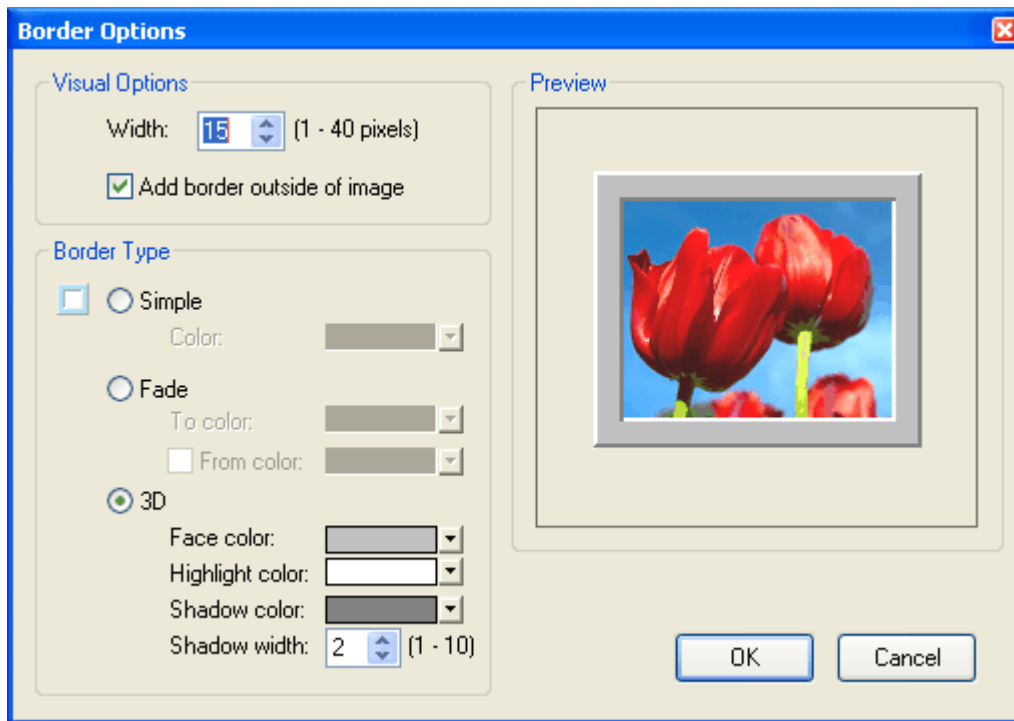 Border Options
Visual Options
Width: 15 (1 - 40 pixels)
Add border outside of image
Border Type
Simple
Color:
Fade
To color:
From color:
3D
Face color:
Highlight color:
Shadow color:
Shadow width: 2 (1 - 10)
Preview
OK
Cancel